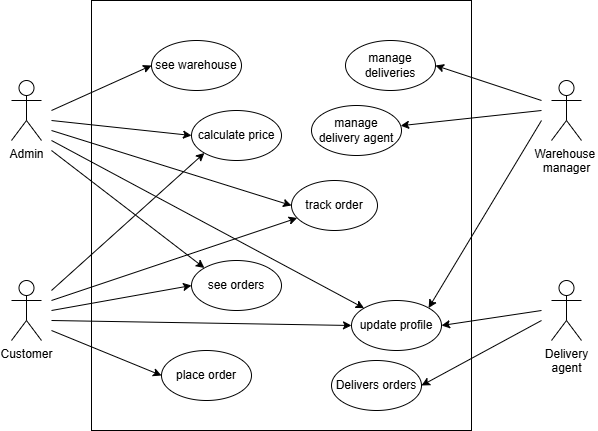 see warehouse
manage
deliveries
Admin
calculate price
manage
delivery agent
Warehouse
manager
track order
see orders
Customer
update profile
Delivery
agent
place order
Delivers orders